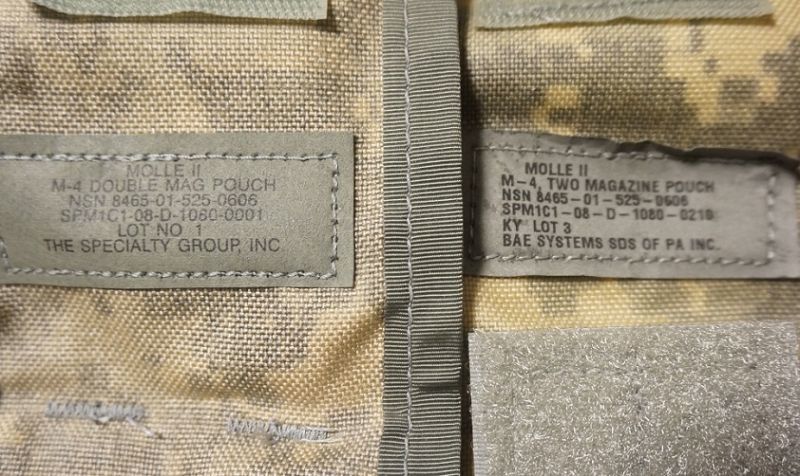 MOLLE II
M-4 DOUBLE MAG POUCH
NSN 8465-01-525-0606
SPM1C1-08-D-1080-0001
LOT NO 1
THE SPECIALTY GROUP, INC.
MOLLE II
M-4, TWO MAGAZINE POUCH
NSN 8465-01-525-0606
SPM1C1-08-D-1080-0210
KY LOT 3
BAE SYSTEMS SDS OF PA INC.